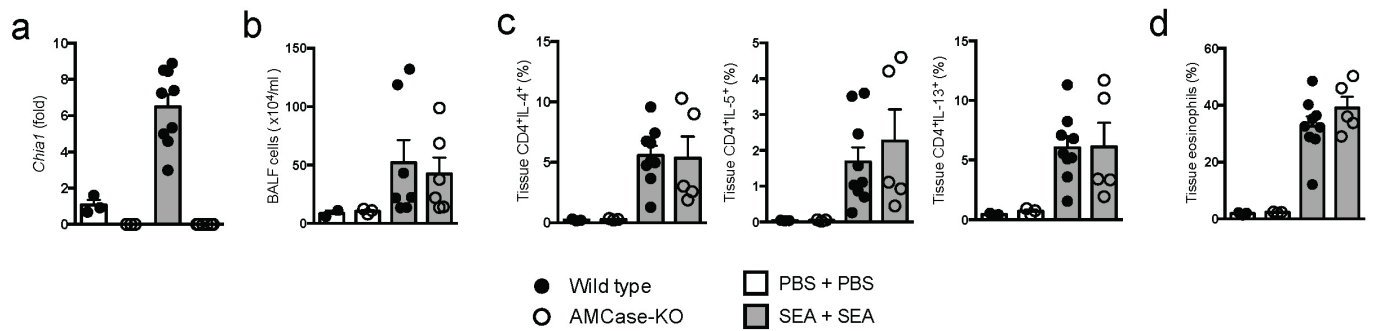 a
10
8
6
4
2
0
Chia1 (fold)
b
150
100
50
0
BALF cells ( x10⁴/ml )
c
15
10
5
0
Tissue CD4⁺IL-4⁺ (%)
5
4
3
2
1
0
Tissue CD4⁺IL-5⁺ (%)
15
10
5
0
Tissue CD4⁺IL-13⁺ (%)
d
60
40
20
0
Tissue eosinophils (%)
Wild type
AMCase-KO
PBS + PBS
SEA + SEA